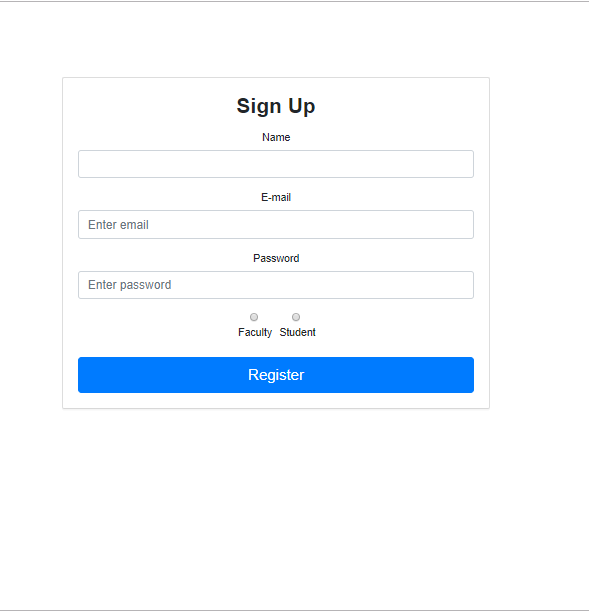 Sign Up
Name
E-mail
Enter email
Password
Enter password
Faculty Student
Register